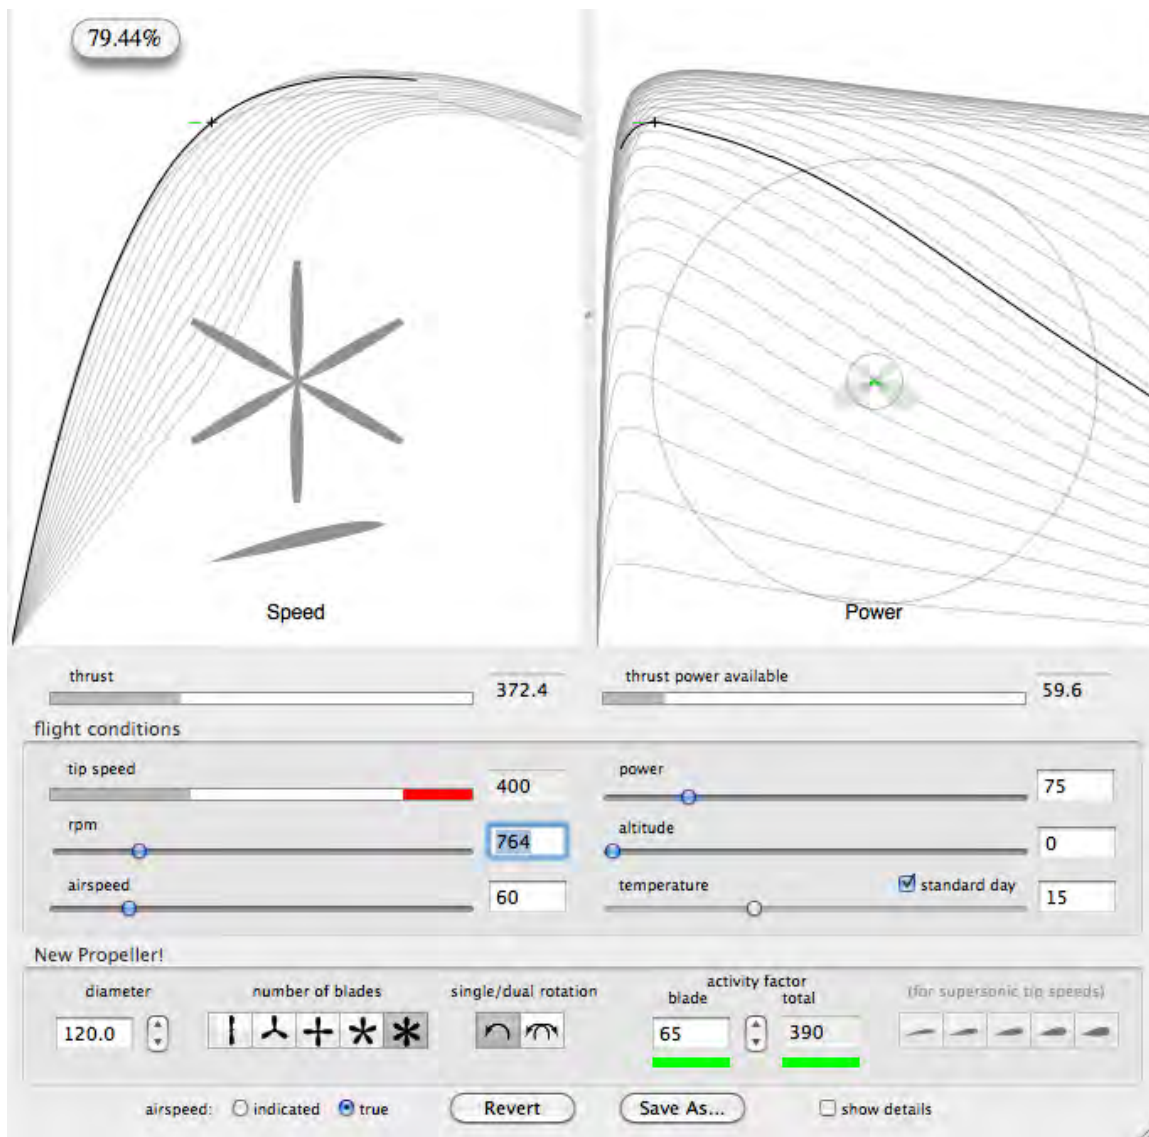 79.44%
Speed
Power
thrust
372.4
thrust power available
59.6
flight conditions
tip speed
400
power
75
rpm
764
altitude
0
airspeed
60
temperature
standard day
15
New Propeller!
diameter
number of blades
single/dual rotation
activity factor
blade
total
(for supersonic tip speeds)
120.0
65
390
airspeed:
indicated
true
Revert
Save As...
show details